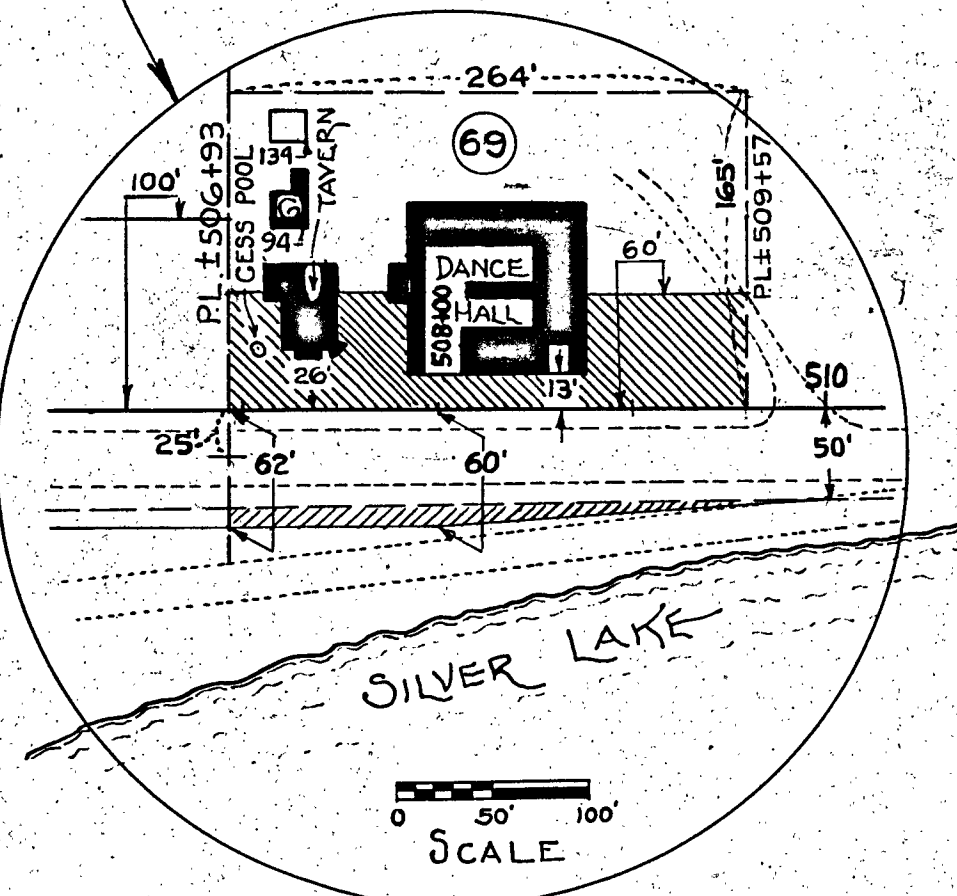 264'
69
P.L. ± 506+93
CESS POOL
134
TAVERN
100'
94
165'
PL± 509+57
60'
DANCE
HALL
508+00
26'
13'
510
25'
62'
60'
50'
SILVER LAKE
0 50' 100'
SCALE